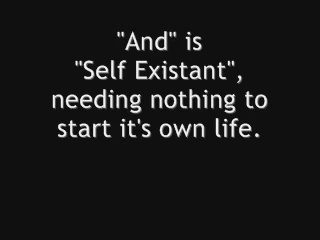 "And" is
"Self Existant",
needing nothing to
start it's own life.